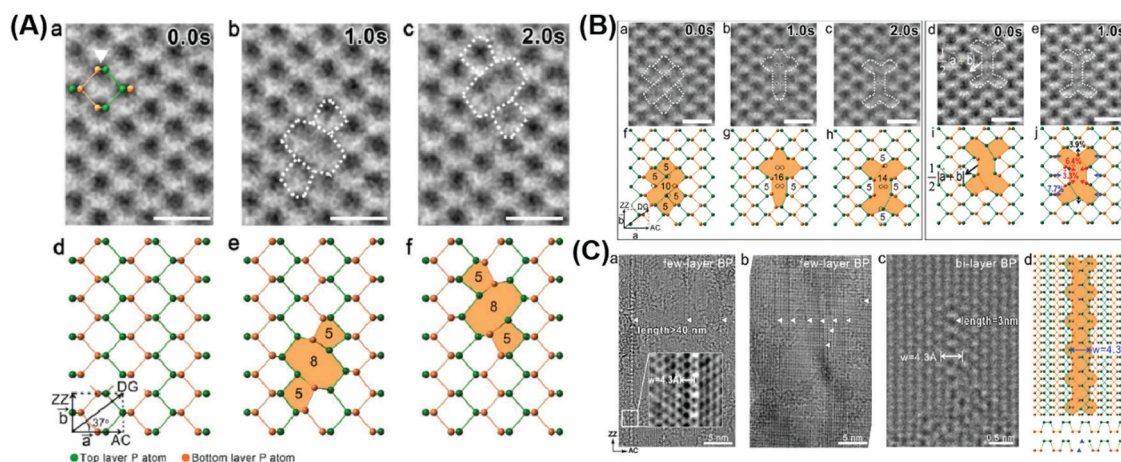 (A)
a
0.0s
b
1.0s
c
2.0s
d
ZZ
DG
b
37°
a
AC
e
5
8
5
f
5
8
5
Top layer P atom
Bottom layer P atom
(B)
a
0.0s
b
1.0s
c
2.0s
d
0.0s
e
1.0s
f
5
5
10
5
5
ZZ
DG
b
AC
a
g
16
5
5
h
5
14
5
5
5
i
1/2|a+b|
j
3.9%
6.4%
3.3%
7.7%
(C)
a
few-layer BP
length>40 nm
w=4.3A
5 nm
ZZ
AC
b
few-layer BP
5 nm
c
bi-layer BP
length=3nm
w=4.3A
0.5 nm
d
w=4.3